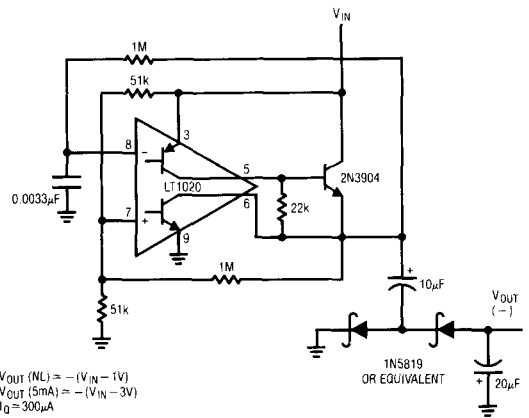 V_IN
1M
51k
3
8
−
5
2N3904
LT1020
6
0.0033µF
22k
7
+
9
1M
+
10µF
51k
V_OUT
(−)
1N5819
OR EQUIVALENT
+
20µF
V_OUT (NL) ≃ −(V_IN − 1V)
V_OUT (5mA) ≃ −(V_IN − 3V)
I_Q ≃ 300µA